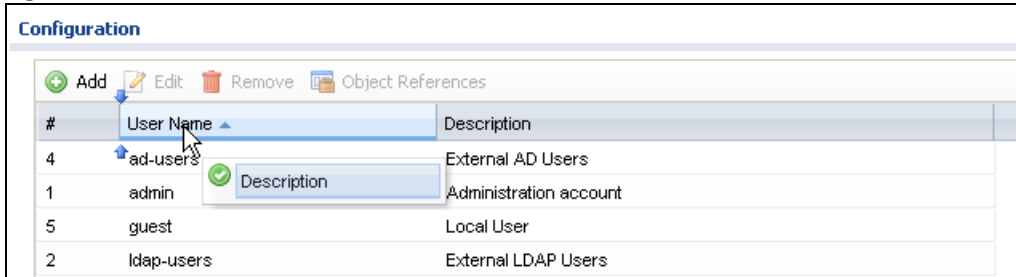 Configuration
Add Edit Remove Object References
# User Name Description
4 ad-users External AD Users
Description
1 admin Administration account
5 guest Local User
2 ldap-users External LDAP Users